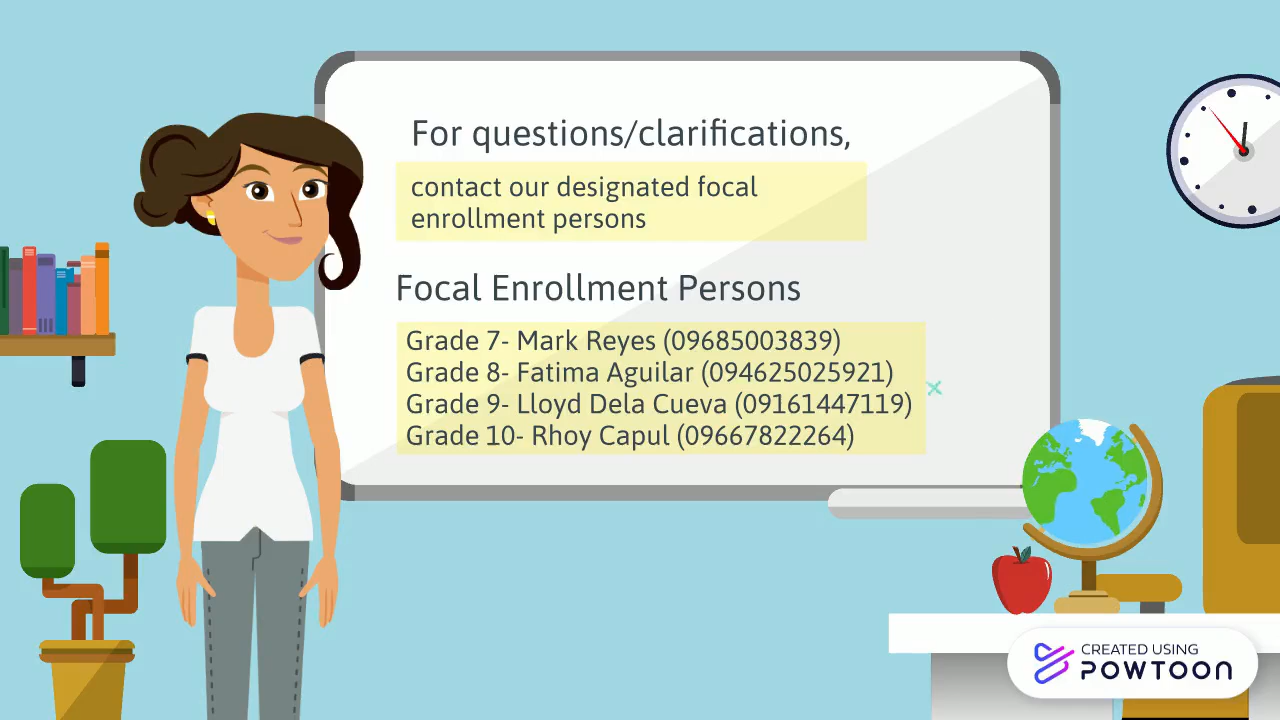 For questions/clarifications,
contact our designated focal
enrollment persons
Focal Enrollment Persons
Grade 7- Mark Reyes (09685003839)
Grade 8- Fatima Aguilar (094625025921)
Grade 9- Lloyd Dela Cueva (09161447119)
Grade 10- Rhoy Capul (09667822264)
CREATED USING
POWTOON